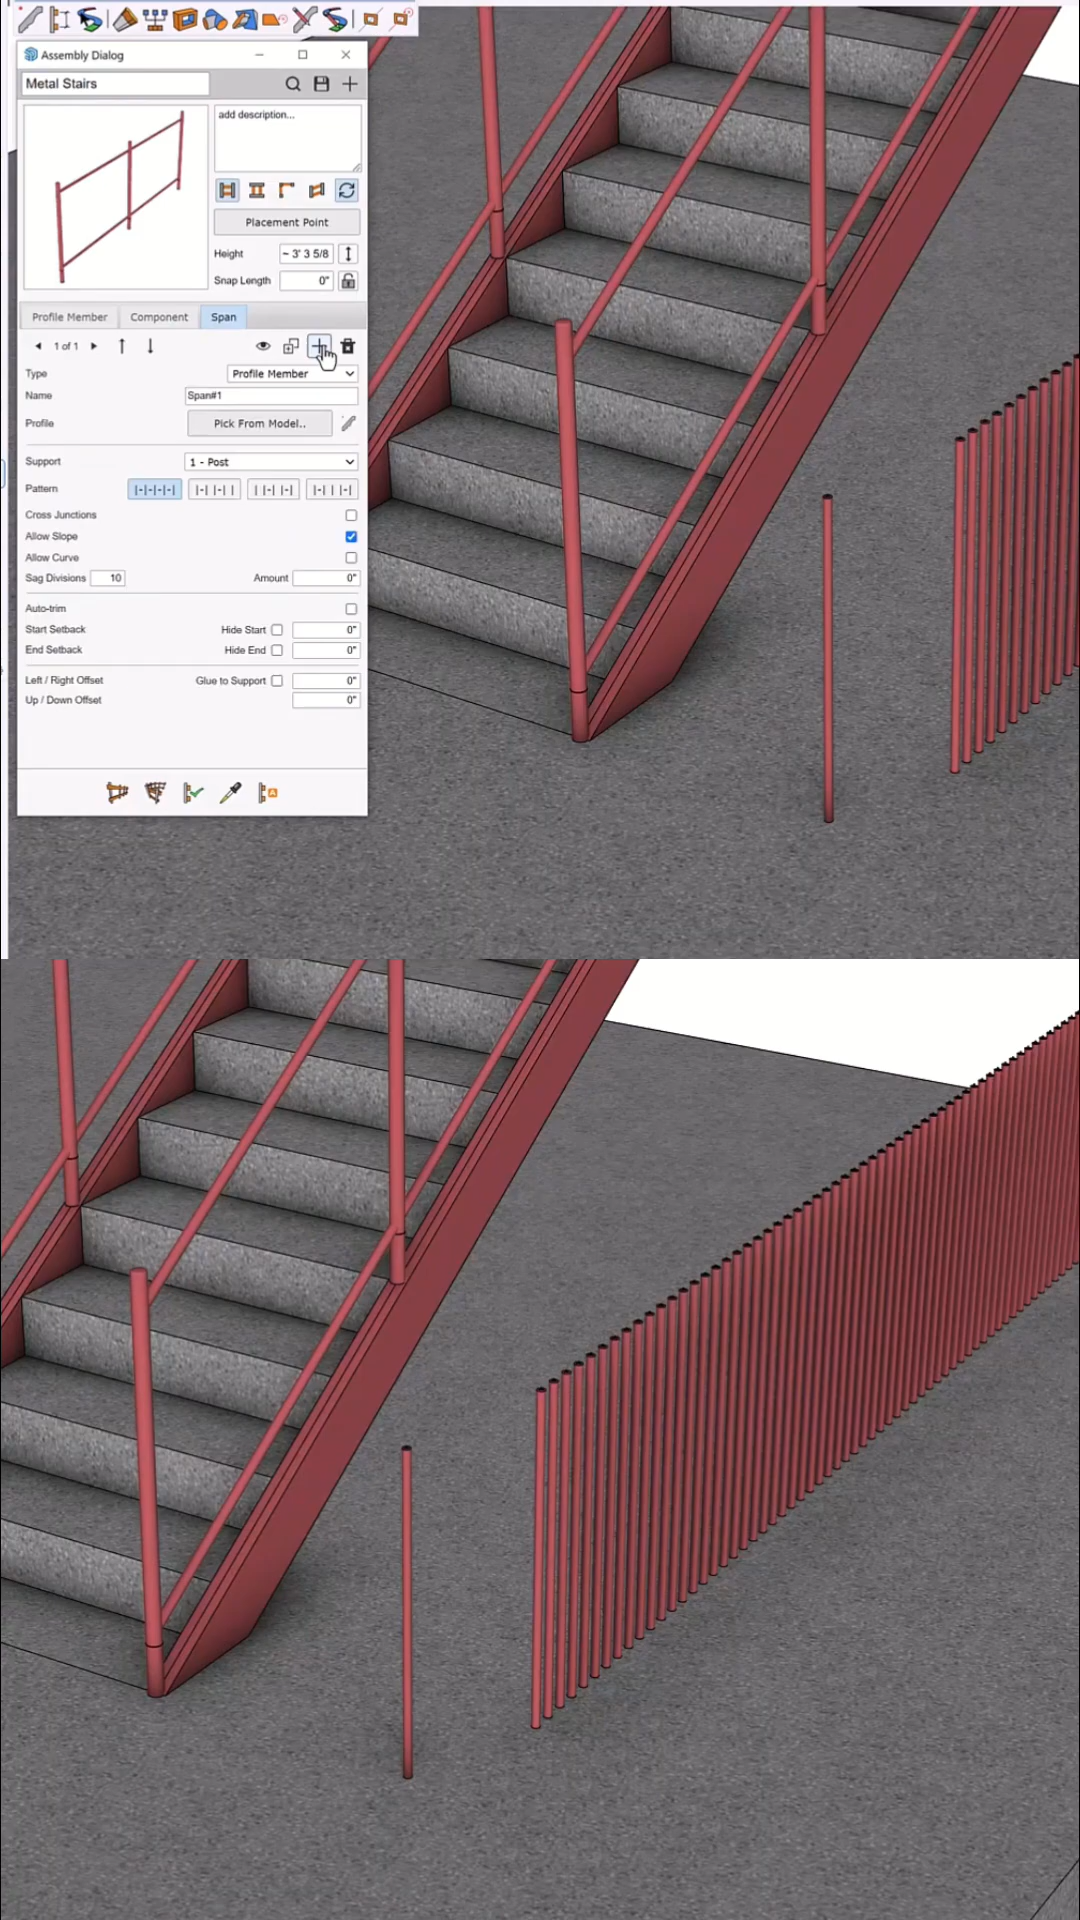 Assembly Dialog
Metal Stairs
add description...
Placement Point
Height ~ 3' 3 5/8
Snap Length 0"
Profile Member Component Span
1 of 1
Type Profile Member
Name Span#1
Profile Pick From Model..
Support 1 - Post
Pattern
Cross Junctions
Allow Slope
Allow Curve
Sag Divisions 10 Amount 0"
Auto-trim
Start Setback Hide Start 0"
End Setback Hide End 0"
Left / Right Offset Glue to Support 0"
Up / Down Offset 0"